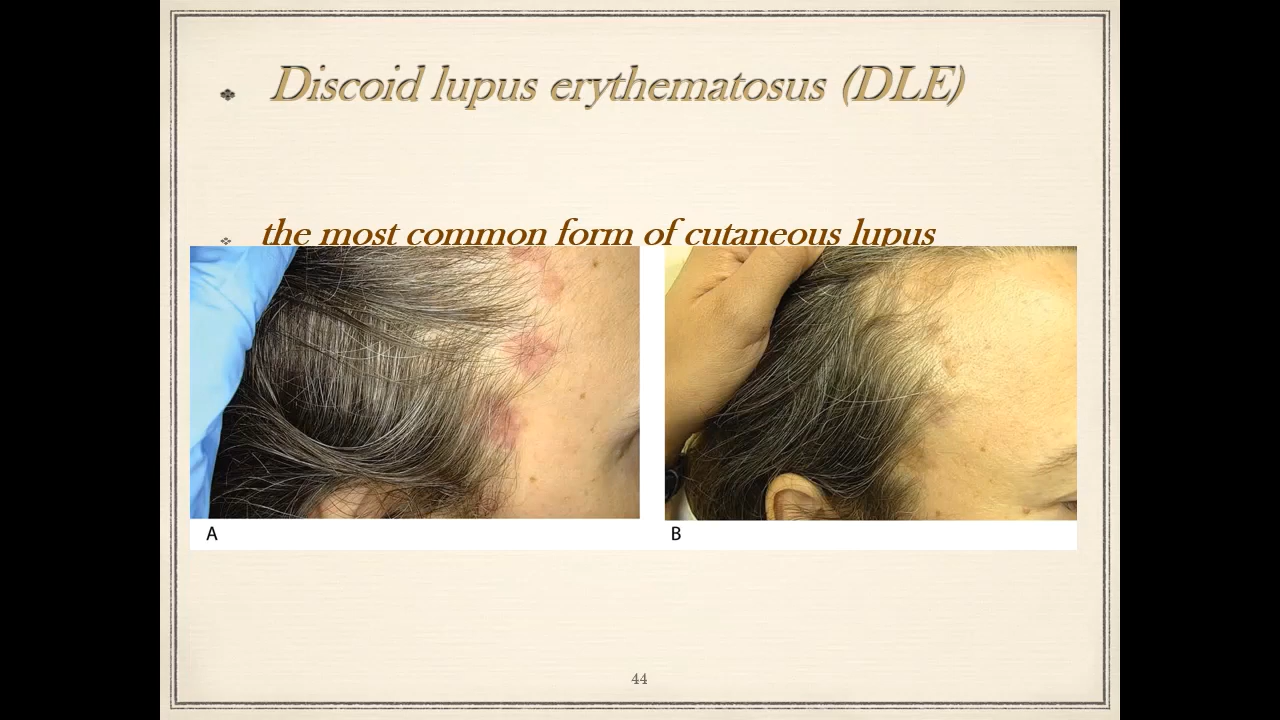 Discoid lupus erythematosus (DLE)
the most common form of cutaneous lupus
A
B
44